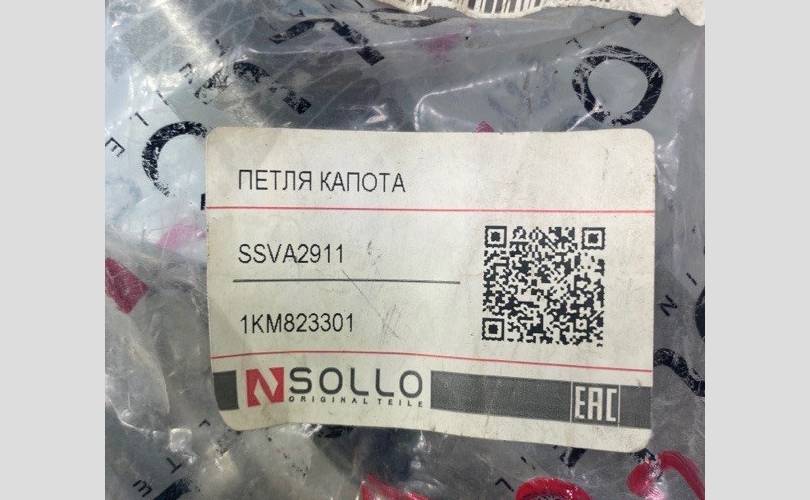 ПЕТЛЯ КАПОТА
SSVA2911
1KM823301
NSOLLO
ORIGINAL TEILE
EAC